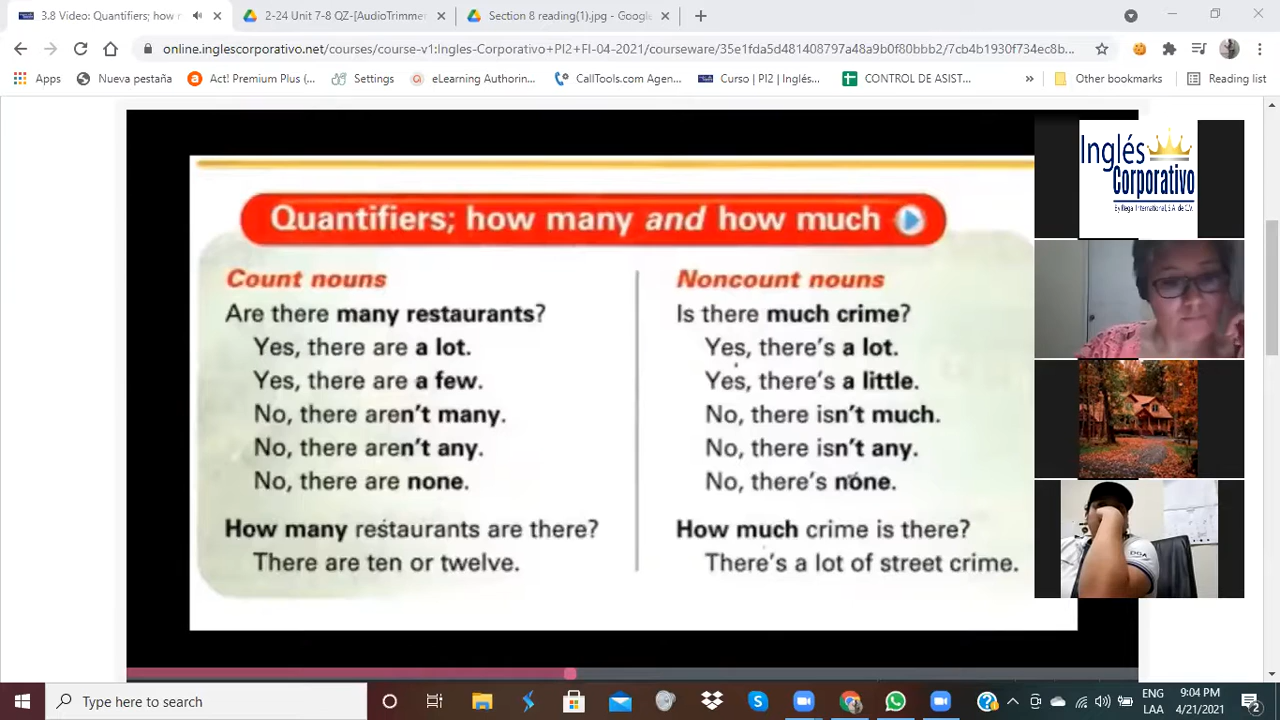 3.8 Video: Quantifiers; how r
2-24 Unit 7-8 QZ-[AudioTrimmer
Section 8 reading(1).jpg - Google
online.inglescorporativo.net/courses/course-v1:Ingles-Corporativo+PI2+FI-04-2021/courseware/35e1fda5d481408797a48a9b0f80bbb2/7cb4b1930f734ec8b...
Apps
Nueva pestaña
Act! Premium Plus (...
Settings
eLearning Authorin...
CallTools.com Agen...
Curso | PI2 | Inglés...
CONTROL DE ASIST...
»
Other bookmarks
Reading list
Quantifiers; how many and how much
Count nouns
Are there many restaurants?
Yes, there are a lot.
Yes, there are a few.
No, there aren't many.
No, there aren't any.
No, there are none.
How many restaurants are there?
There are ten or twelve.
Noncount nouns
Is there much crime?
Yes, there's a lot.
Yes, there's a little.
No, there isn't much.
No, there isn't any.
No, there's none.
How much crime is there?
There's a lot of street crime.
Inglés
Corporativo
Type here to search
ENG
LAA
9:04 PM
4/21/2021
2